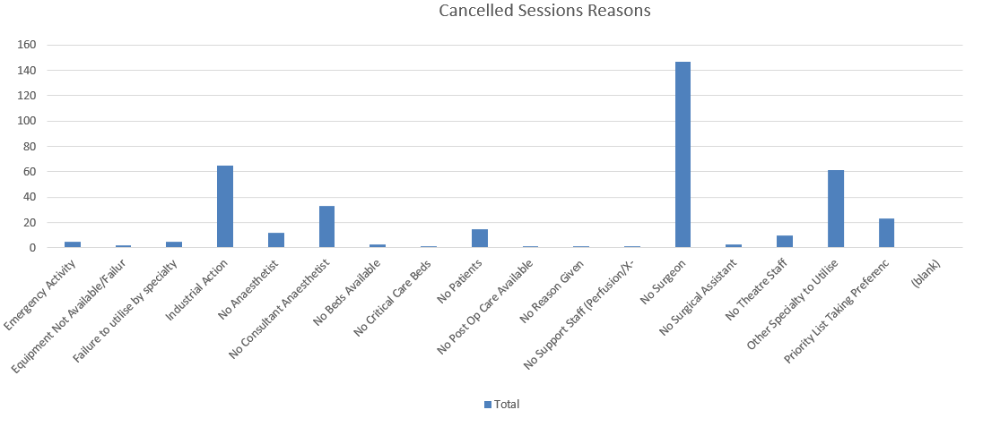 Cancelled Sessions Reasons
160
140
120
100
80
60
40
20
0
Emergency Activity
Equipment Not Available/Failur
Failure to utilise by specialty
Industrial Action
No Anaesthetist
No Consultant Anaesthetist
No Beds Available
No Critical Care Beds
No Patients
No Post Op Care Available
No Reason Given
No Support Staff (Perfusion/X-
No Surgeon
No Surgical Assistant
No Theatre Staff
Other Specialty to Utilise
Priority List Taking Preferenc
(blank)
Total